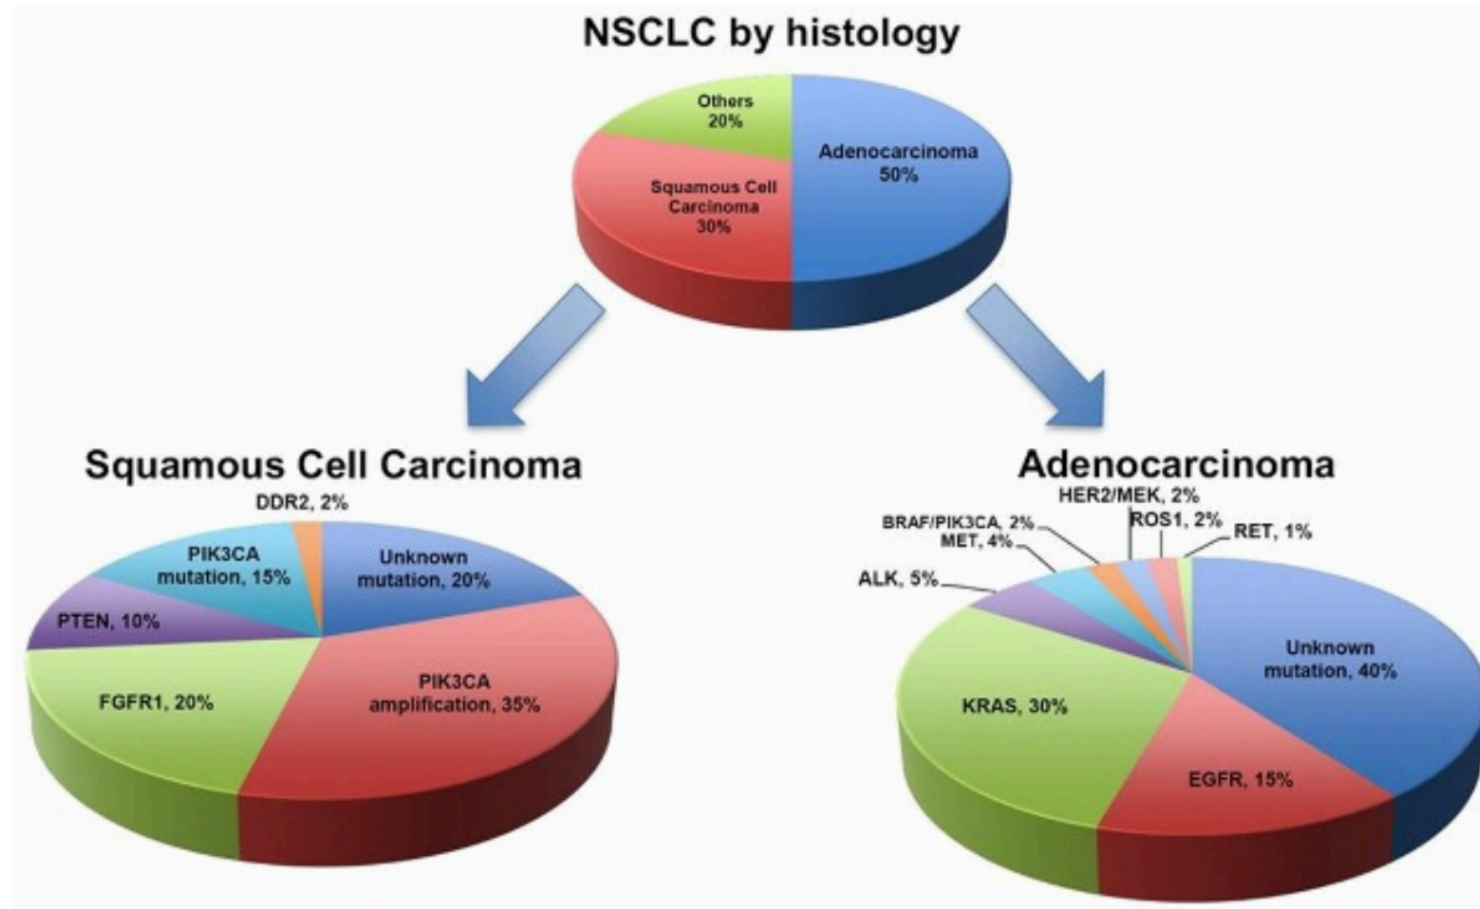 NSCLC by histology
Others
20%
Adenocarcinoma
50%
Squamous Cell
Carcinoma
30%
Squamous Cell Carcinoma
DDR2, 2%
PIK3CA
mutation, 15%
Unknown
mutation, 20%
PTEN, 10%
FGFR1, 20%
PIK3CA
amplification, 35%
Adenocarcinoma
HER2/MEK, 2%
BRAF/PIK3CA, 2%
ROS1, 2%
RET, 1%
MET, 4%
ALK, 5%
Unknown
mutation, 40%
KRAS, 30%
EGFR, 15%